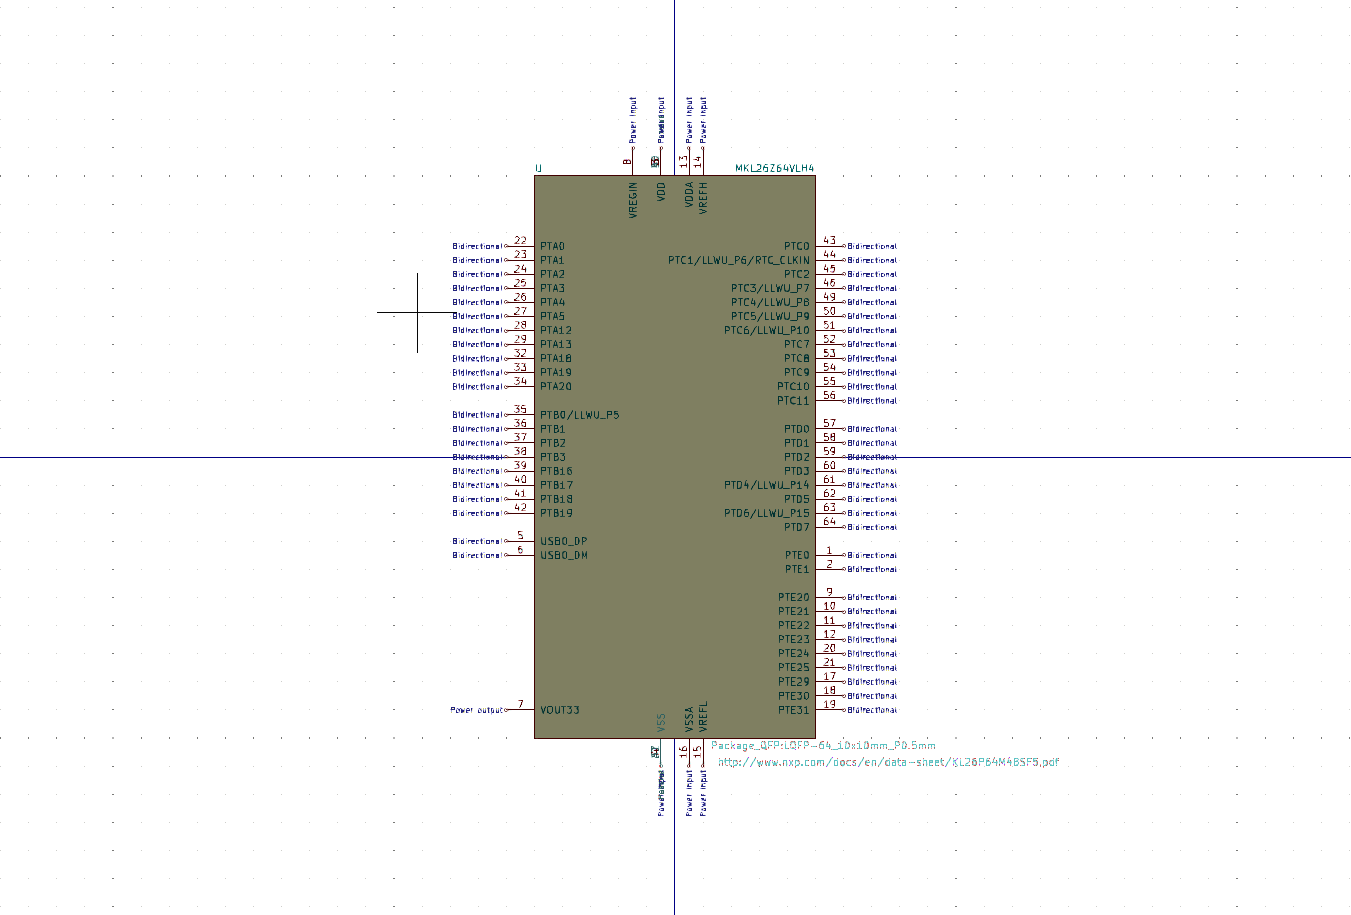 Power input Power input Power input
8 13 14
U MKL26Z64VLH4
VREGIN VDD VDDA VREFH
Bidirectional 22 PTA0 PTC0 43 Bidirectional
Bidirectional 23 PTA1 PTC1/LLWU_P6/RTC_CLKIN 44 Bidirectional
Bidirectional 24 PTA2 PTC2 45 Bidirectional
Bidirectional 25 PTA3 PTC3/LLWU_P7 46 Bidirectional
Bidirectional 26 PTA4 PTC4/LLWU_P8 49 Bidirectional
Bidirectional 27 PTA5 PTC5/LLWU_P9 50 Bidirectional
Bidirectional 28 PTA12 PTC6/LLWU_P10 51 Bidirectional
Bidirectional 29 PTA13 PTC7 52 Bidirectional
Bidirectional 32 PTA18 PTC8 53 Bidirectional
Bidirectional 33 PTA19 PTC9 54 Bidirectional
Bidirectional 34 PTA20 PTC10 55 Bidirectional
PTC11 56 Bidirectional
Bidirectional 35 PTB0/LLWU_P5
Bidirectional 36 PTB1 PTD0 57 Bidirectional
Bidirectional 37 PTB2 PTD1 58 Bidirectional
Bidirectional 38 PTB3 PTD2 59 Bidirectional
Bidirectional 39 PTB16 PTD3 60 Bidirectional
Bidirectional 40 PTB17 PTD4/LLWU_P14 61 Bidirectional
Bidirectional 41 PTB18 PTD5 62 Bidirectional
Bidirectional 42 PTB19 PTD6/LLWU_P15 63 Bidirectional
PTD7 64 Bidirectional
Bidirectional 5 USB0_DP
Bidirectional 6 USB0_DM PTE0 1 Bidirectional
PTE1 2 Bidirectional
PTE20 9 Bidirectional
PTE21 10 Bidirectional
PTE22 11 Bidirectional
PTE23 12 Bidirectional
PTE24 20 Bidirectional
PTE25 21 Bidirectional
PTE29 17 Bidirectional
PTE30 18 Bidirectional
Power output 7 VOUT33 PTE31 19 Bidirectional
VSS VSSA VREFL
16 15
Package_QFP:LQFP-64_10x10mm_P0.5mm
http://www.nxp.com/docs/en/data-sheet/KL26P64M48SF5.pdf
Power input Power input